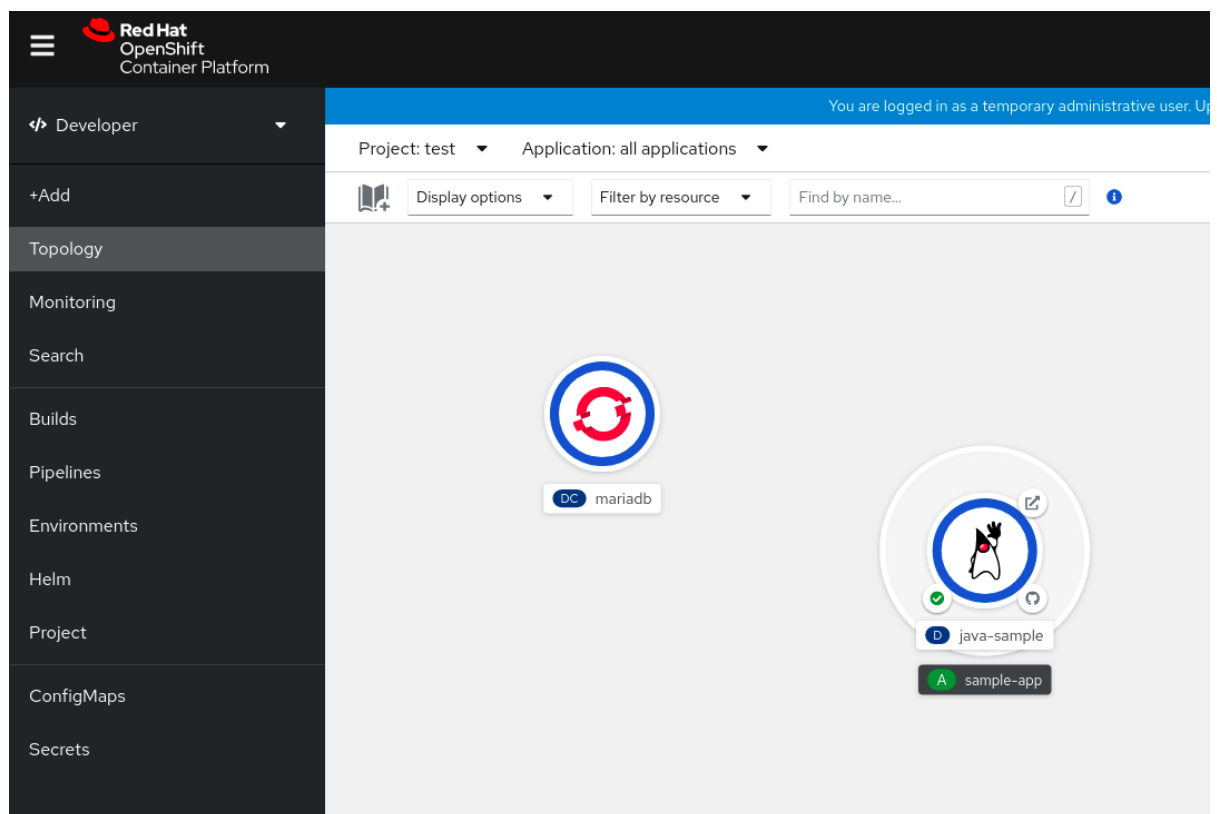 Red Hat
OpenShift
Container Platform
</> Developer
You are logged in as a temporary administrative user.
Project: test
Application: all applications
+Add
Display options
Filter by resource
Find by name...
/
i
Topology
Monitoring
Search
Builds
Pipelines
Environments
Helm
Project
ConfigMaps
Secrets
DC mariadb
D java-sample
A sample-app